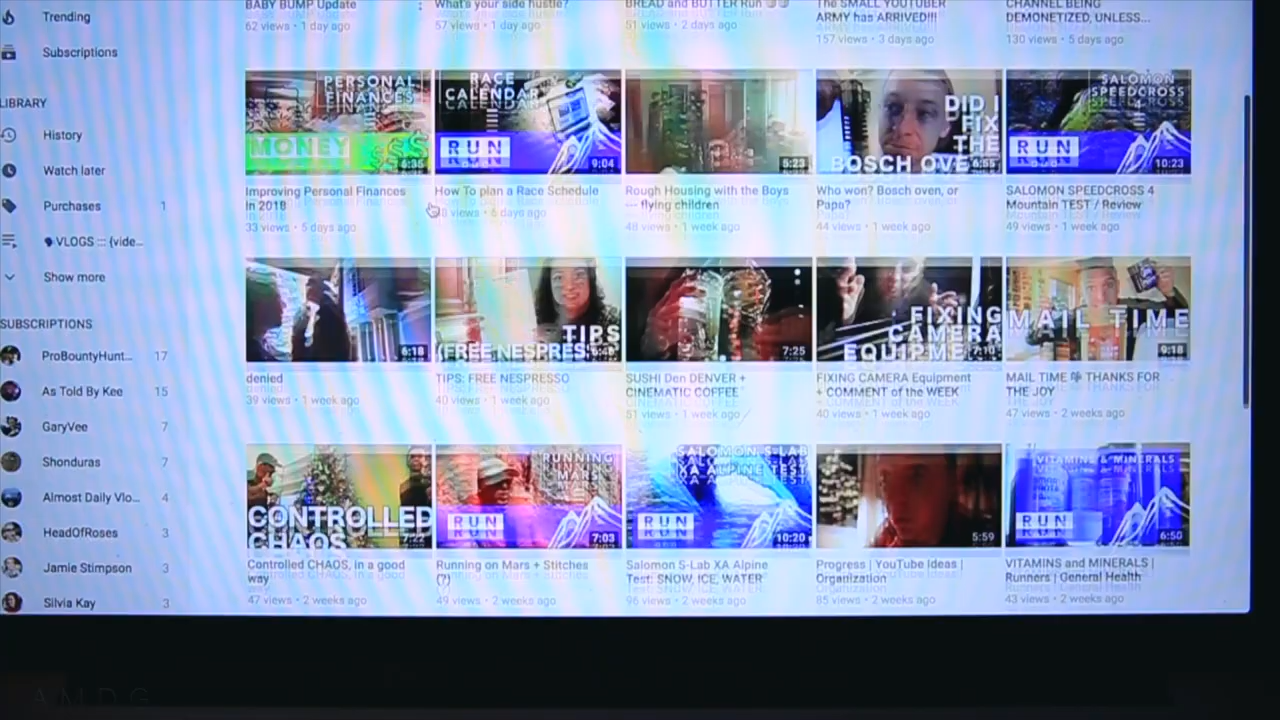 Trending
Subscriptions
LIBRARY
History
Watch later
Purchases 1
VLOGS ::: {vide...
Show more
SUBSCRIPTIONS
ProBountyHunt... 17
As Told By Kee 15
GaryVee 7
Shonduras 7
Almost Daily Vlo... 4
HeadOfRoses 3
Jamie Stimpson 3
Silvia Kay 3
BABY BUMP Update
62 views • 1 day ago
What's your side hustle?
57 views • 1 day ago
BREAD and BUTTER Run
51 views • 2 days ago
The SMALL YOUTUBER
ARMY has ARRIVED!!!
157 views • 3 days ago
CHANNEL BEING
DEMONETIZED, UNLESS...
130 views • 5 days ago
PERSONAL
FINANCES
MONEY
$$$
6:35
Improving Personal Finances
in 2018
33 views • 5 days ago
RACE
CALENDAR
RUN
9:04
How To plan a Race Schedule
views • 6 days ago
5:23
Rough Housing with the Boys
--- flying children
48 views • 1 week ago
DID I
FIX
THE
BOSCH OVE
6:55
Who won? Bosch oven, or
Papa?
44 views • 1 week ago
SALOMON
SPEEDCROSS
4
RUN
10:23
SALOMON SPEEDCROSS 4
Mountain TEST / Review
49 views • 1 week ago
6:18
denied
39 views • 1 week ago
TIPS
(FREE NESPRES
TIPS: FREE NESPRESSO
40 views • 1 week ago
7:25
SUSHI Den DENVER +
CINEMATIC COFFEE
51 views • 1 week ago
FIXING
CAMERA
EQUIPME
7:10
FIXING CAMERA Equipment
+ COMMENT of the WEEK
40 views • 1 week ago
MAIL TIME
9:18
MAIL TIME THANKS FOR
THE JOY
47 views • 2 weeks ago
CONTROLLED
CHAOS
7:22
Controlled CHAOS, in a good
way
47 views • 2 weeks ago
RUNNING
MARS
RUN
7:03
Running on Mars + Stitches
(?)
49 views • 2 weeks ago
SALOMON S-LAB
XA-ALPINE TEST
RUN
10:20
Salomon S-Lab XA Alpine
Test: SNOW, ICE, WATER
96 views • 2 weeks ago
5:59
Progress | YouTube Ideas |
Organization
85 views • 2 weeks ago
VITAMINS & MINERALS
RUN
6:50
VITAMINS and MINERALS |
Runners | General Health
43 views • 2 weeks ago